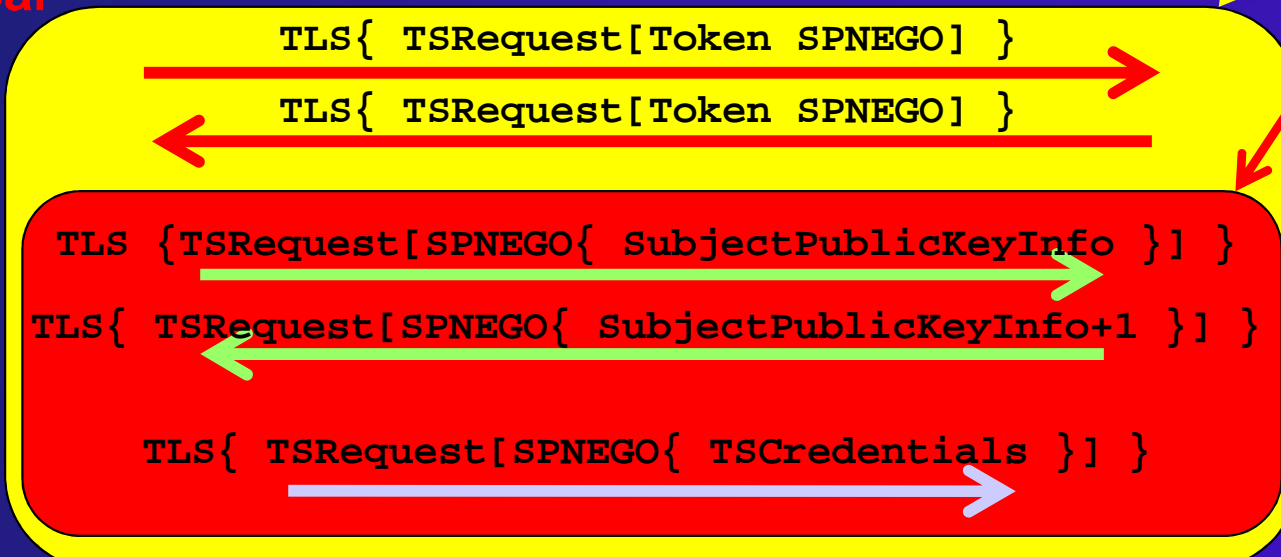 TLS{ TSRequest[Token SPNEGO] }
TLS{ TSRequest[Token SPNEGO] }
TLS {TSRequest[SPNEGO{ SubjectPublicKeyInfo }] }
TLS{ TSRequest[SPNEGO{ SubjectPublicKeyInfo+1 }] }
TLS{ TSRequest[SPNEGO{ TSCredentials }] }